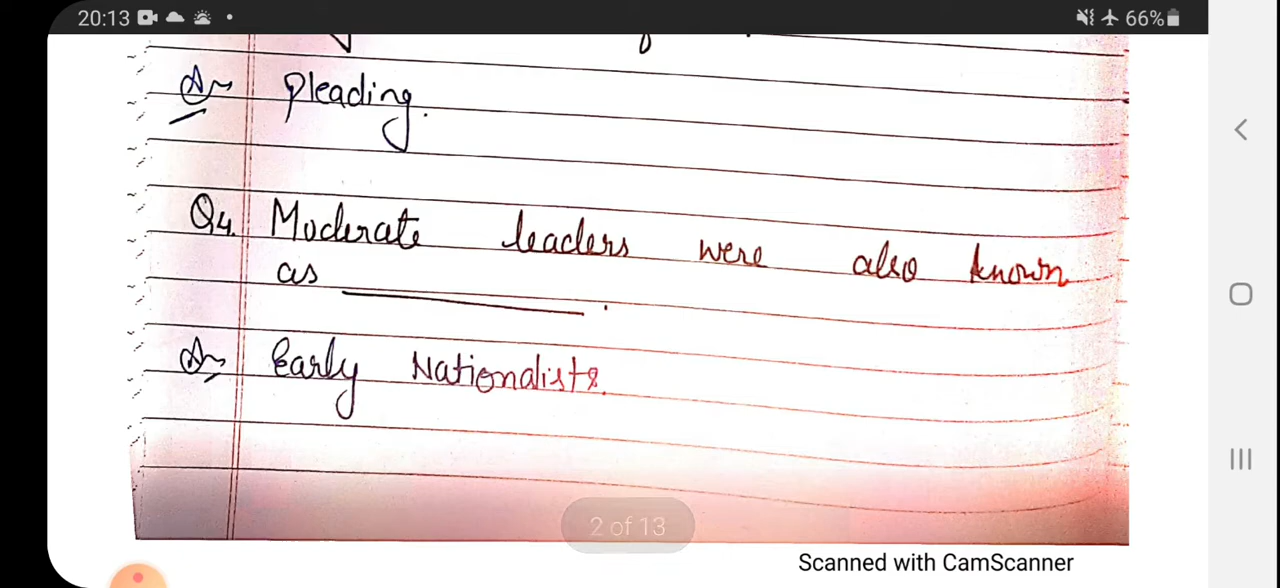 20:13
66%
Ans pleading.
Q4. Moderate leaders were also known
as ________.
Ans Early Nationalists.
2 of 13
Scanned with CamScanner